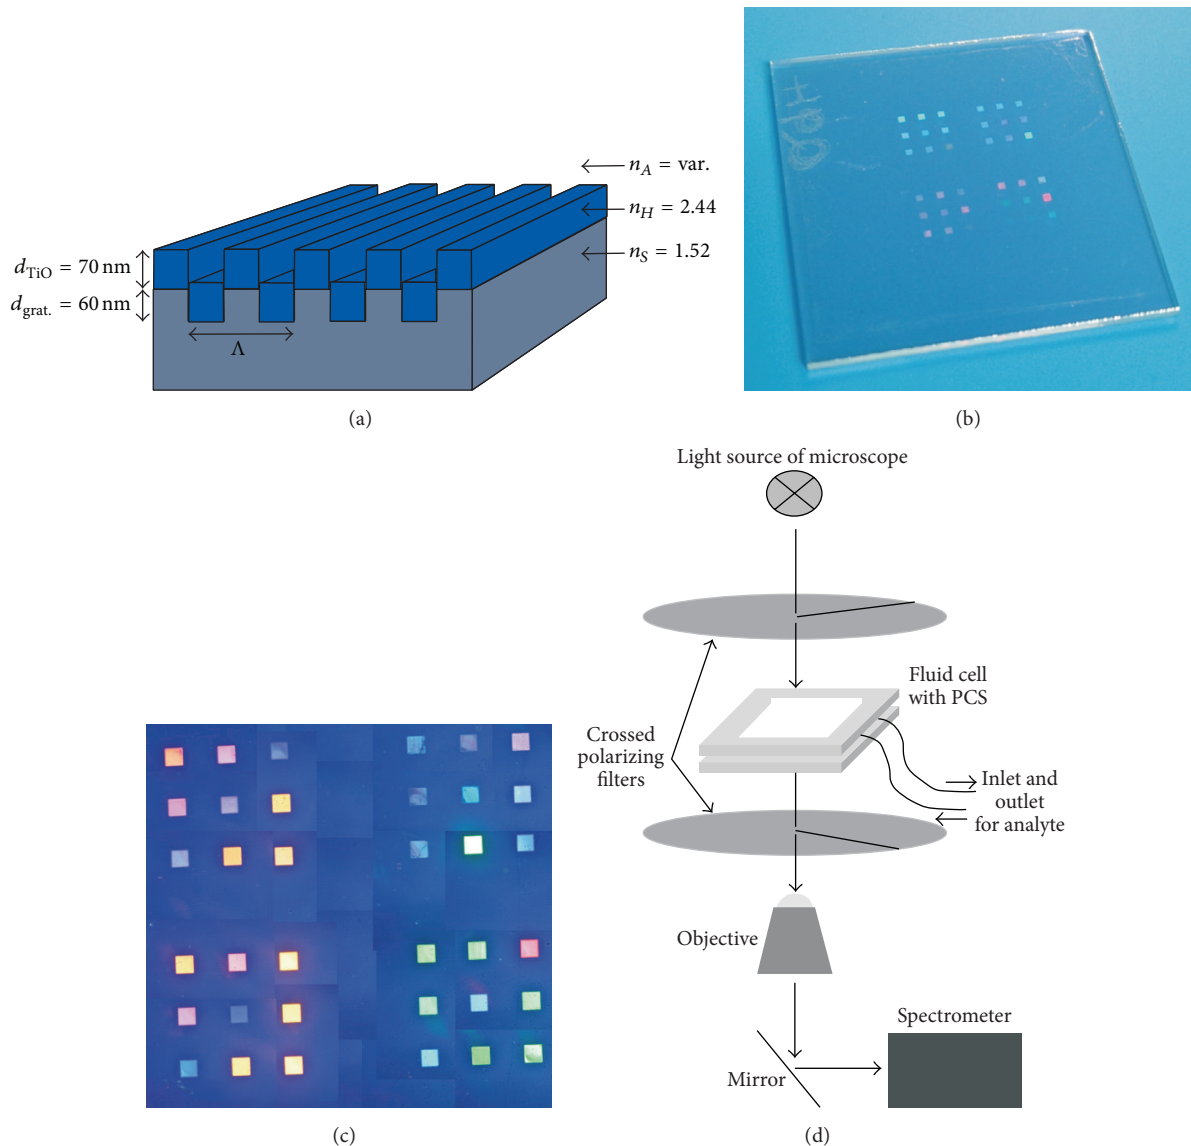 n_A = var.
n_H = 2.44
n_S = 1.52
d_TiO = 70 nm
d_grat. = 60 nm
Λ
(a)
(b)
Light source of microscope
Fluid cell
with PCS
Crossed
polarizing
filters
Inlet and
outlet
for analyte
Objective
Spectrometer
Mirror
(c)
(d)